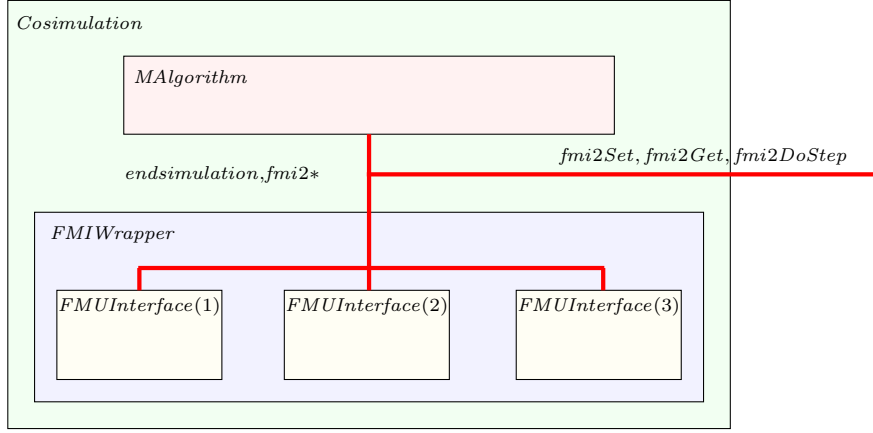 Cosimulation
MAlgorithm
fmi2Set, fmi2Get, fmi2DoStep
endsimulation,fmi2*
FMIWrapper
FMUInterface(1) FMUInterface(2) FMUInterface(3)